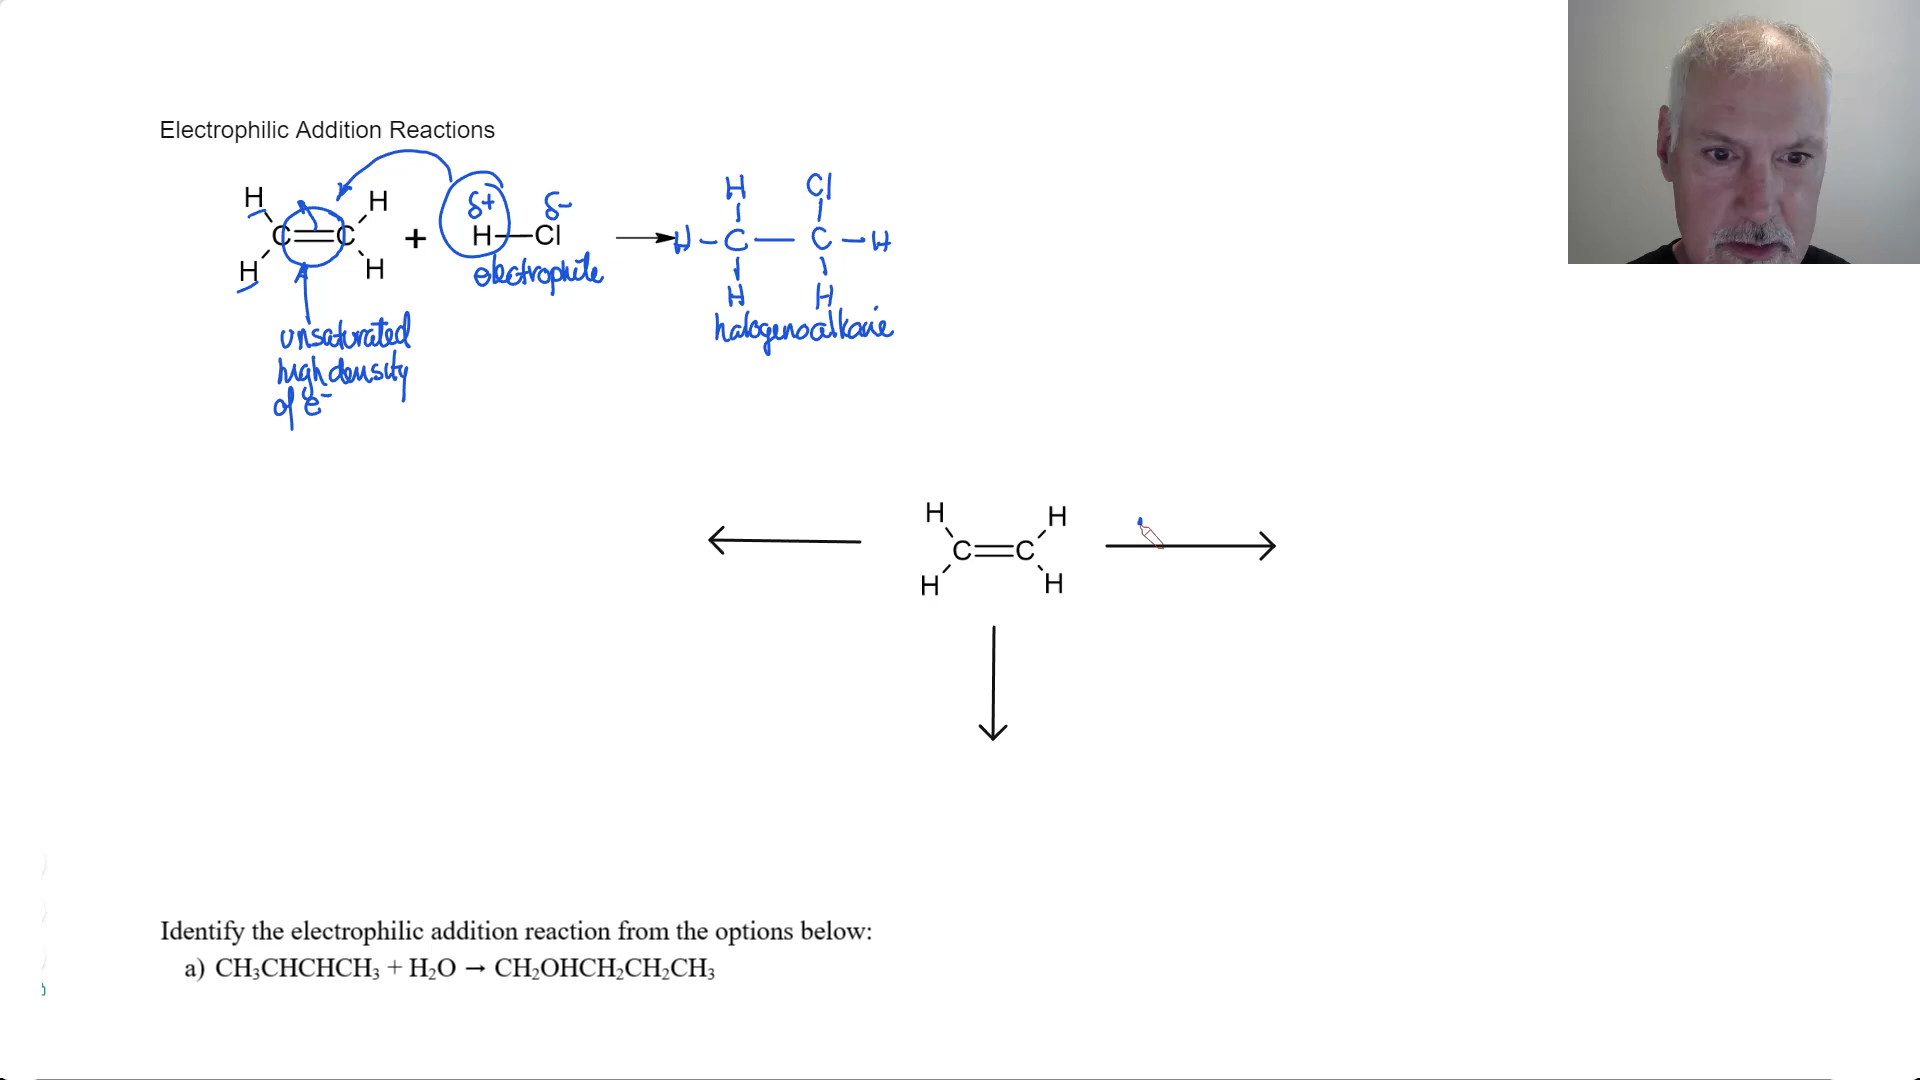 Electrophilic Addition Reactions
H H δ+ δ- H Cl
C=C + H—Cl → H-C—C-H
H H electrophile H H
unsaturated halogenoalkane
high density
of e⁻
H H
C=C
H H
Identify the electrophilic addition reaction from the options below:
a) CH₃CHCHCH₃ + H₂O → CH₂OHCH₂CH₂CH₃